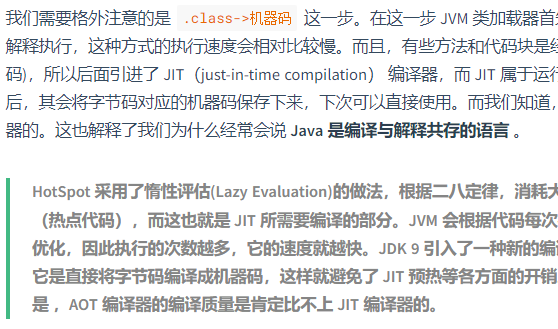 我们需要格外注意的是 .class->机器码 这一步。在这一步 JVM 类加载器首
解释执行，这种方式的执行速度会相对比较慢。而且，有些方法和代码块是经
码)，所以后面引进了 JIT（just-in-time compilation） 编译器，而 JIT 属于运行
后，其会将字节码对应的机器码保存下来，下次可以直接使用。而我们知道，
器的。这也解释了我们为什么经常会说 Java 是编译与解释共存的语言 。
HotSpot 采用了惰性评估(Lazy Evaluation)的做法，根据二八定律，消耗大
（热点代码），而这也就是 JIT 所需要编译的部分。JVM 会根据代码每次
优化，因此执行的次数越多，它的速度就越快。JDK 9 引入了一种新的编
它是直接将字节码编译成机器码，这样就避免了 JIT 预热等各方面的开销
是 ，AOT 编译器的编译质量是肯定比不上 JIT 编译器的。